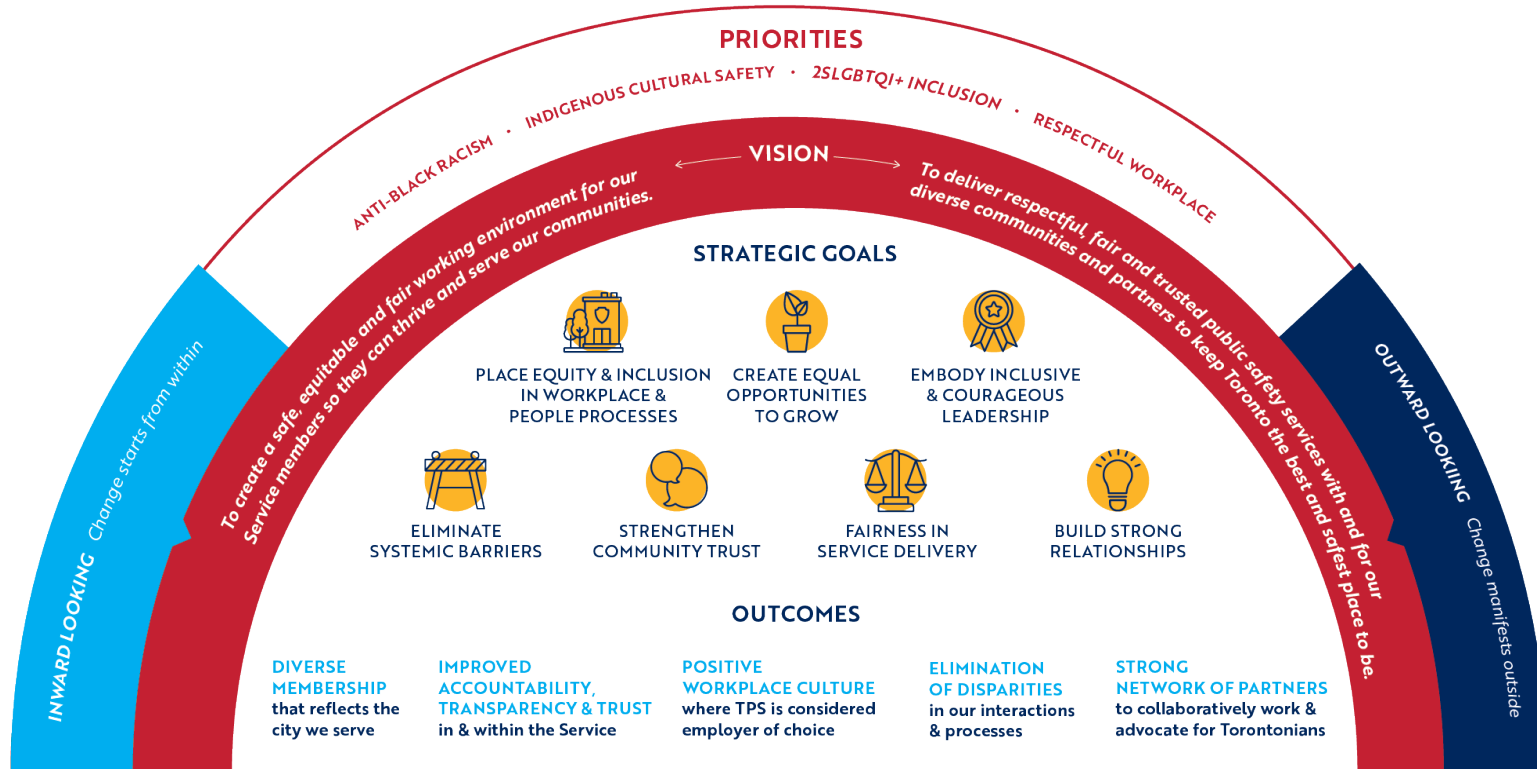 PRIORITIES
ANTI-BLACK RACISM • INDIGENOUS CULTURAL SAFETY • 2SLGBTQI+ INCLUSION • RESPECTFUL WORKPLACE
VISION
To create a safe, equitable and fair working environment for our
Service members so they can thrive and serve our communities.
To deliver respectful, fair and trusted public safety services with and for our
diverse communities and partners to keep Toronto the best and safest place to be.
INWARD LOOKING Change starts from within
OUTWARD LOOKIING Change manifests outside
STRATEGIC GOALS
PLACE EQUITY & INCLUSION
IN WORKPLACE &
PEOPLE PROCESSES
CREATE EQUAL
OPPORTUNITIES
TO GROW
EMBODY INCLUSIVE
& COURAGEOUS
LEADERSHIP
ELIMINATE
SYSTEMIC BARRIERS
STRENGTHEN
COMMUNITY TRUST
FAIRNESS IN
SERVICE DELIVERY
BUILD STRONG
RELATIONSHIPS
OUTCOMES
DIVERSE
MEMBERSHIP
that reflects the
city we serve
IMPROVED
ACCOUNTABILITY,
TRANSPARENCY & TRUST
in & within the Service
POSITIVE
WORKPLACE CULTURE
where TPS is considered
employer of choice
ELIMINATION
OF DISPARITIES
in our interactions
& processes
STRONG
NETWORK OF PARTNERS
to collaboratively work &
advocate for Torontonians